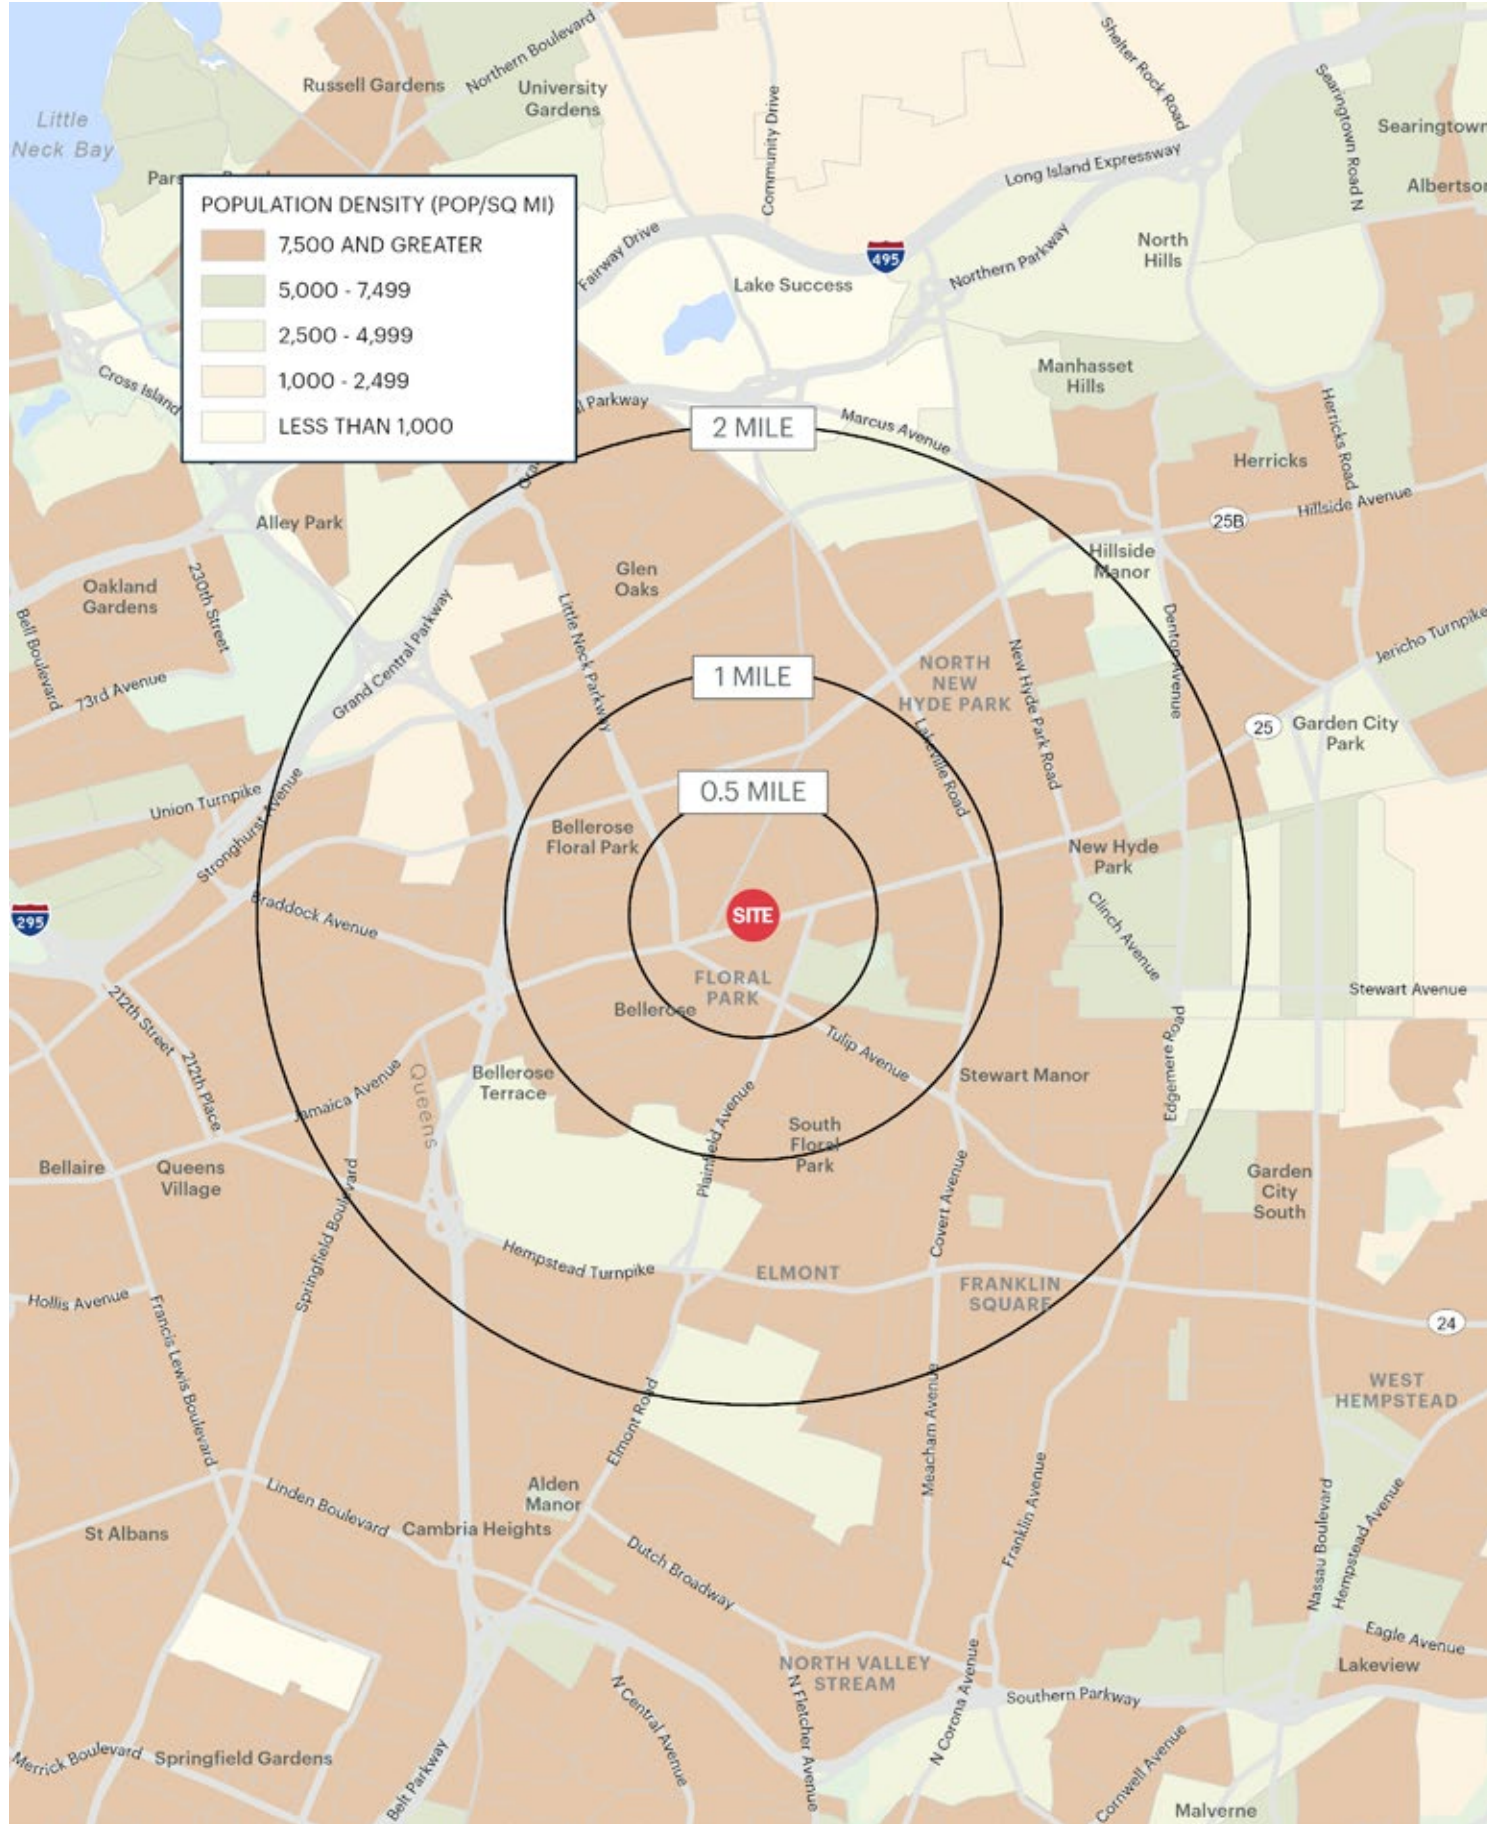 Russell Gardens
Northern Boulevard
University
Gardens
Community Drive
Shelter Rock Road
Searingtown Road N
Searingtown
Albertson
Little
Neck Bay
Long Island Expressway
POPULATION DENSITY (POP/SQ MI)
7,500 AND GREATER
5,000 - 7,499
2,500 - 4,999
1,000 - 2,499
LESS THAN 1,000
Fairway Drive
495
Lake Success
Northern Parkway
North
Hills
Cross Island
Parkway
2 MILE
Marcus Avenue
Manhasset
Hills
Herricks Road
Herricks
Hillside Avenue
25B
Alley Park
Oakland
Gardens
230th Street
Glen
Oaks
Hillside
Manor
Bell Boulevard
73rd Avenue
Grand Central Parkway
Little Neck Parkway
1 MILE
NORTH
NEW
HYDE PARK
New Hyde Park Road
Denton Avenue
Jericho Turnpike
25
Garden City
Park
Lakeville Road
Union Turnpike
Stronghurst Avenue
0.5 MILE
Bellerose
Floral Park
New Hyde
Park
295
Braddock Avenue
SITE
Clinch Avenue
FLORAL
PARK
Bellerose
Stewart Avenue
212th Street
212th Place
Jamaica Avenue
Queens
Bellerose
Terrace
Tulip Avenue
Stewart Manor
Edgemere Road
Plainfield Avenue
South
Floral
Park
Bellaire
Queens
Village
Springfield Boulevard
Covert Avenue
Garden
City
South
Hempstead Turnpike
ELMONT
FRANKLIN
SQUARE
Hollis Avenue
Francis Lewis Boulevard
24
WEST
HEMPSTEAD
Elmont Road
Meacham Avenue
Franklin Avenue
Linden Boulevard
Alden
Manor
St Albans
Cambria Heights
Dutch Broadway
Nassau Boulevard
Hempstead Avenue
Eagle Avenue
Lakeview
NORTH VALLEY
STREAM
N Central Avenue
N Fletcher Avenue
N Corona Avenue
Southern Parkway
Cornwell Avenue
Merrick Boulevard
Springfield Gardens
Belt Parkway
Malverne